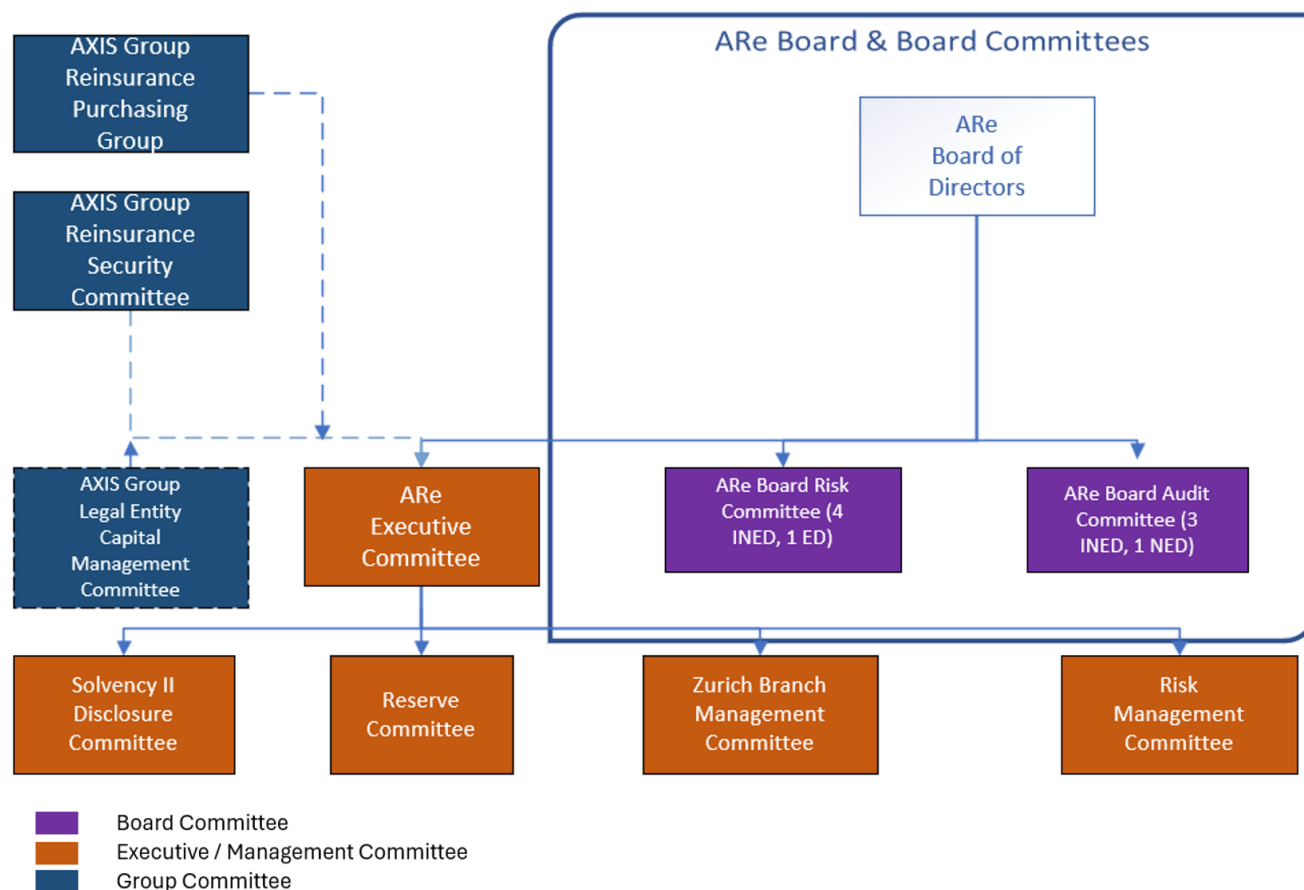 AXIS Group
Reinsurance
Purchasing
Group
ARe Board & Board Committees
ARe
Board of
Directors
AXIS Group
Reinsurance
Security
Committee
AXIS Group
Legal Entity
Capital
Management
Committee
ARe
Executive
Committee
ARe Board Risk
Committee (4
INED, 1 ED)
ARe Board Audit
Committee (3
INED, 1 NED)
Solvency II
Disclosure
Committee
Reserve
Committee
Zurich Branch
Management
Committee
Risk
Management
Committee
Board Committee
Executive / Management Committee
Group Committee